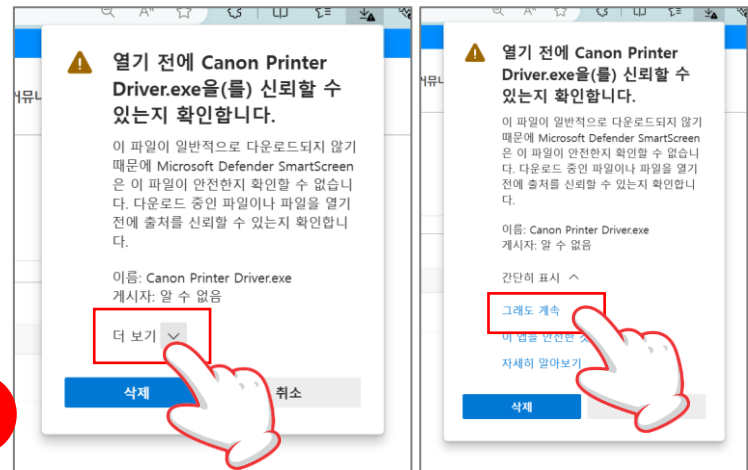 열기 전에 Canon Printer
Driver.exe을(를) 신뢰할 수
있는지 확인합니다.
이 파일이 일반적으로 다운로드되지 않기
때문에 Microsoft Defender SmartScreen
은 이 파일이 안전한지 확인할 수 없습니
다. 다운로드 중인 파일이나 파일을 열기
전에 출처를 신뢰할 수 있는지 확인합니
다.
이름: Canon Printer Driver.exe
게시자: 알 수 없음
더 보기
삭제
취소
열기 전에 Canon Printer
Driver.exe을(를) 신뢰할 수
있는지 확인합니다.
이 파일이 일반적으로 다운로드되지 않기
때문에 Microsoft Defender SmartScreen
은 이 파일이 안전한지 확인할 수 없습니
다. 다운로드 중인 파일이나 파일을 열기
전에 출처를 신뢰할 수 있는지 확인합니
다.
이름: Canon Printer Driver.exe
게시자: 알 수 없음
간단히 표시
그래도 계속
이 앱을 안전한
자세히 알아보기
삭제